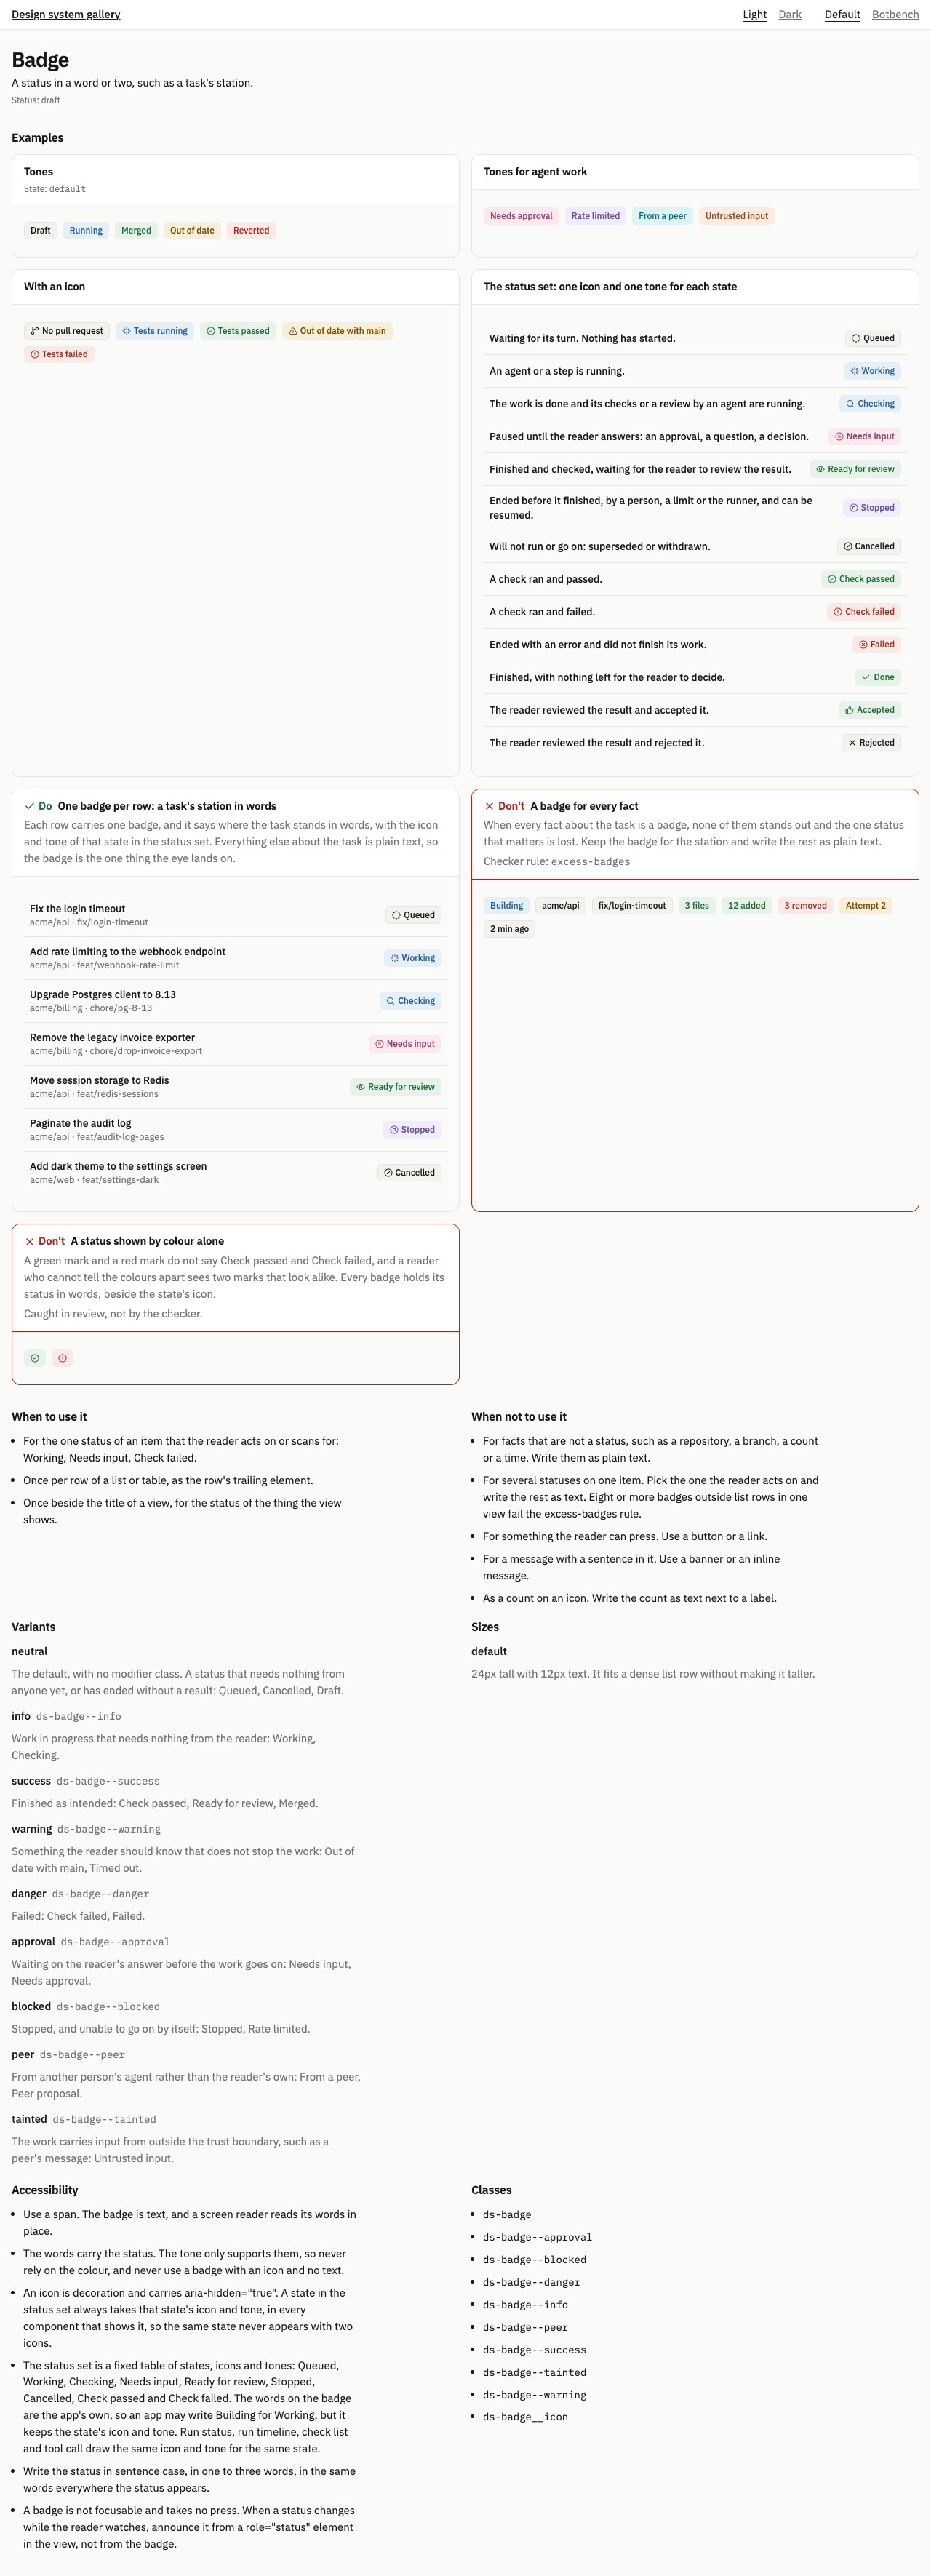 Design system gallery
Light Dark Default Botbench
Badge
A status in a word or two, such as a task's station.
Status: draft
Examples
Tones
State: default
Draft Running Merged Out of date Reverted
Tones for agent work
Needs approval Rate limited From a peer Untrusted input
With an icon
No pull request Tests running Tests passed Out of date with main
Tests failed
The status set: one icon and one tone for each state
Waiting for its turn. Nothing has started. Queued
An agent or a step is running. Working
The work is done and its checks or a review by an agent are running. Checking
Paused until the reader answers: an approval, a question, a decision. Needs input
Finished and checked, waiting for the reader to review the result. Ready for review
Ended before it finished, by a person, a limit or the runner, and can be
resumed.
Stopped
Will not run or go on: superseded or withdrawn. Cancelled
A check ran and passed. Check passed
A check ran and failed. Check failed
Ended with an error and did not finish its work. Failed
Finished, with nothing left for the reader to decide. Done
The reader reviewed the result and accepted it. Accepted
The reader reviewed the result and rejected it. Rejected
Do One badge per row: a task's station in words
Each row carries one badge, and it says where the task stands in words, with the icon
and tone of that state in the status set. Everything else about the task is plain text, so
the badge is the one thing the eye lands on.
Fix the login timeout
acme/api · fix/login-timeout
Queued
Add rate limiting to the webhook endpoint
acme/api · feat/webhook-rate-limit
Working
Upgrade Postgres client to 8.13
acme/billing · chore/pg-8-13
Checking
Remove the legacy invoice exporter
acme/billing · chore/drop-invoice-export
Needs input
Move session storage to Redis
acme/api · feat/redis-sessions
Ready for review
Paginate the audit log
acme/api · feat/audit-log-pages
Stopped
Add dark theme to the settings screen
acme/web · feat/settings-dark
Cancelled
Don't A badge for every fact
When every fact about the task is a badge, none of them stands out and the one status
that matters is lost. Keep the badge for the station and write the rest as plain text.
Checker rule: excess-badges
Building acme/api fix/login-timeout 3 files 12 added 3 removed Attempt 2
2 min ago
Don't A status shown by colour alone
A green mark and a red mark do not say Check passed and Check failed, and a reader
who cannot tell the colours apart sees two marks that look alike. Every badge holds its
status in words, beside the state's icon.
Caught in review, not by the checker.
When to use it
For the one status of an item that the reader acts on or scans for:
Working, Needs input, Check failed.
Once per row of a list or table, as the row's trailing element.
Once beside the title of a view, for the status of the thing the view
shows.
When not to use it
For facts that are not a status, such as a repository, a branch, a count
or a time. Write them as plain text.
For several statuses on one item. Pick the one the reader acts on and
write the rest as text. Eight or more badges outside list rows in one
view fail the excess-badges rule.
For something the reader can press. Use a button or a link.
For a message with a sentence in it. Use a banner or an inline
message.
As a count on an icon. Write the count as text next to a label.
Variants
neutral
The default, with no modifier class. A status that needs nothing from
anyone yet, or has ended without a result: Queued, Cancelled, Draft.
info ds-badge--info
Work in progress that needs nothing from the reader: Working,
Checking.
success ds-badge--success
Finished as intended: Check passed, Ready for review, Merged.
warning ds-badge--warning
Something the reader should know that does not stop the work: Out of
date with main, Timed out.
danger ds-badge--danger
Failed: Check failed, Failed.
approval ds-badge--approval
Waiting on the reader's answer before the work goes on: Needs input,
Needs approval.
blocked ds-badge--blocked
Stopped, and unable to go on by itself: Stopped, Rate limited.
peer ds-badge--peer
From another person's agent rather than the reader's own: From a peer,
Peer proposal.
tainted ds-badge--tainted
The work carries input from outside the trust boundary, such as a
peer's message: Untrusted input.
Sizes
default
24px tall with 12px text. It fits a dense list row without making it taller.
Accessibility
Use a span. The badge is text, and a screen reader reads its words in
place.
The words carry the status. The tone only supports them, so never
rely on the colour, and never use a badge with an icon and no text.
An icon is decoration and carries aria-hidden="true". A state in the
status set always takes that state's icon and tone, in every
component that shows it, so the same state never appears with two
icons.
The status set is a fixed table of states, icons and tones: Queued,
Working, Checking, Needs input, Ready for review, Stopped,
Cancelled, Check passed and Check failed. The words on the badge
are the app's own, so an app may write Building for Working, but it
keeps the state's icon and tone. Run status, run timeline, check list
and tool call draw the same icon and tone for the same state.
Write the status in sentence case, in one to three words, in the same
words everywhere the status appears.
A badge is not focusable and takes no press. When a status changes
while the reader watches, announce it from a role="status" element
in the view, not from the badge.
Classes
ds-badge
ds-badge--approval
ds-badge--blocked
ds-badge--danger
ds-badge--info
ds-badge--peer
ds-badge--success
ds-badge--tainted
ds-badge--warning
ds-badge__icon